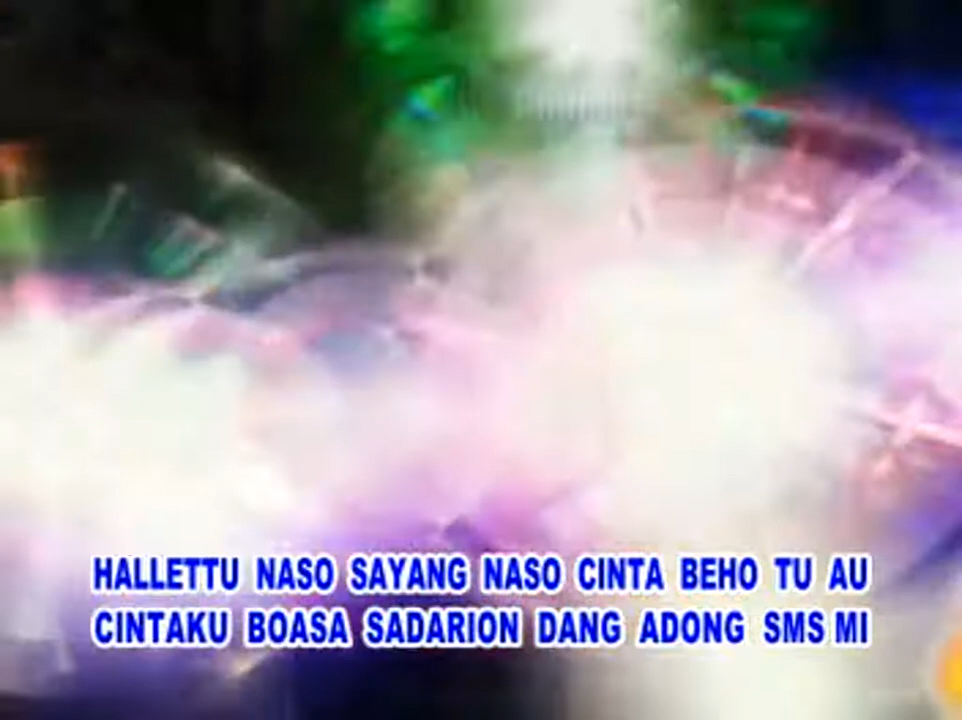 HALLETTU NASO SAYANG NASO CINTA BEHO TU AU
CINTAKU BOASA SADARION DANG ADONG SMS MI